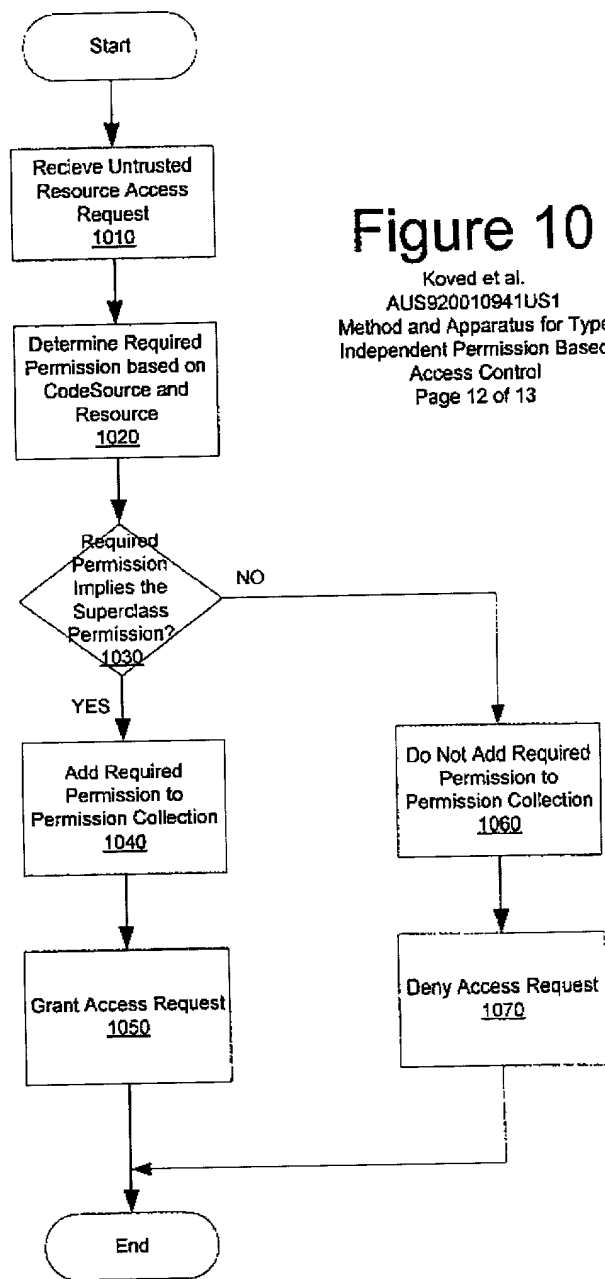 Start
Recieve Untrusted
Resource Access
Request
1010
Figure 10
Koved et al.
AUS920010941US1
Method and Apparatus for Type
Independent Permission Based
Access Control
Page 12 of 13
Determine Required
Permission based on
CodeSource and
Resource
1020
Required
Permission
Implies the
Superclass
Permission?
1030
NO
YES
Add Required
Permission to
Permission Collection
1040
Do Not Add Required
Permission to
Permission Collection
1060
Grant Access Request
1050
Deny Access Request
1070
End